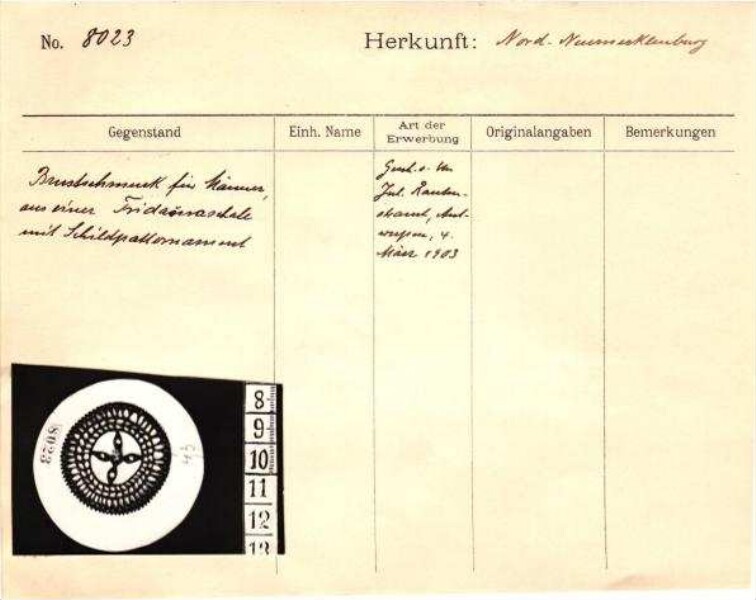 No. 8023
Herkunft: Nord-Neumecklenburg
Gegenstand
Einh. Name
Art der Erwerbung
Originalangaben
Bemerkungen
Brustschmuck für Männer,
aus einer Tridacnaschale
mit Schildpattornament
Gesch. v. Hrn
Jul. Rauten-
strauch, Ant-
werpen, 4.
März 1903
8023
8
9
10
11
12
13